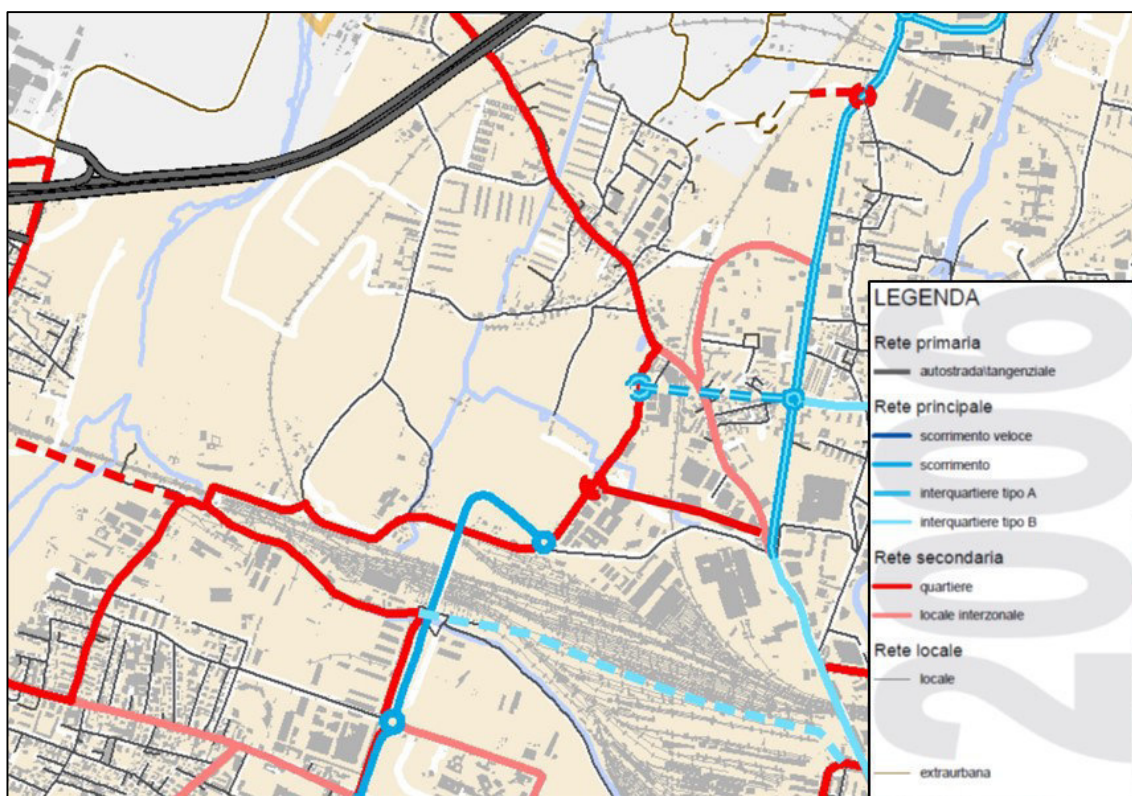 LEGENDA
Rete primaria
autostrada\tangenziale
Rete principale
scorrimento veloce
scorrimento
interquartiere tipo A
interquartiere tipo B
Rete secondaria
quartiere
locale interzonale
Rete locale
locale
extraurbana
2006